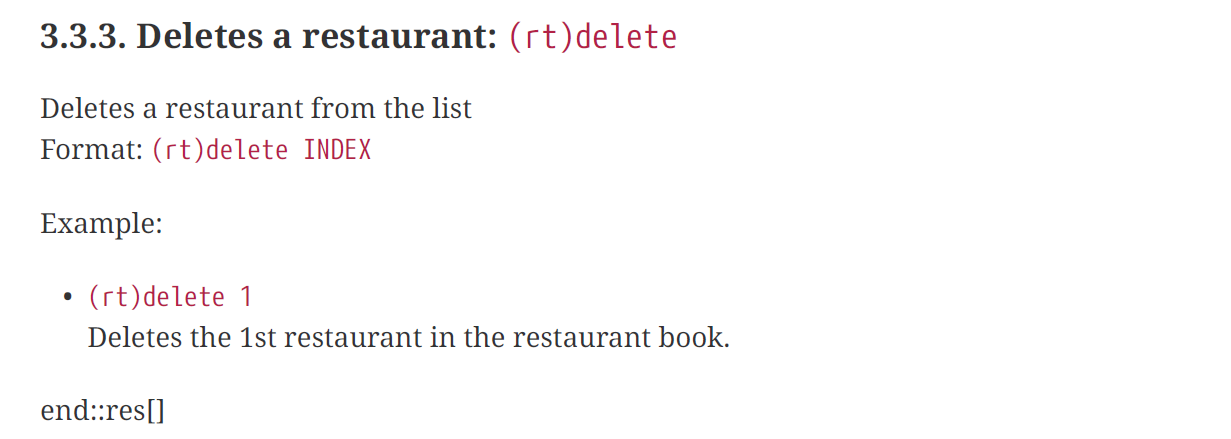 3.3.3. Deletes a restaurant: (rt)delete
Deletes a restaurant from the list
Format: (rt)delete INDEX
Example:
• (rt)delete 1
Deletes the 1st restaurant in the restaurant book.
end::res[]